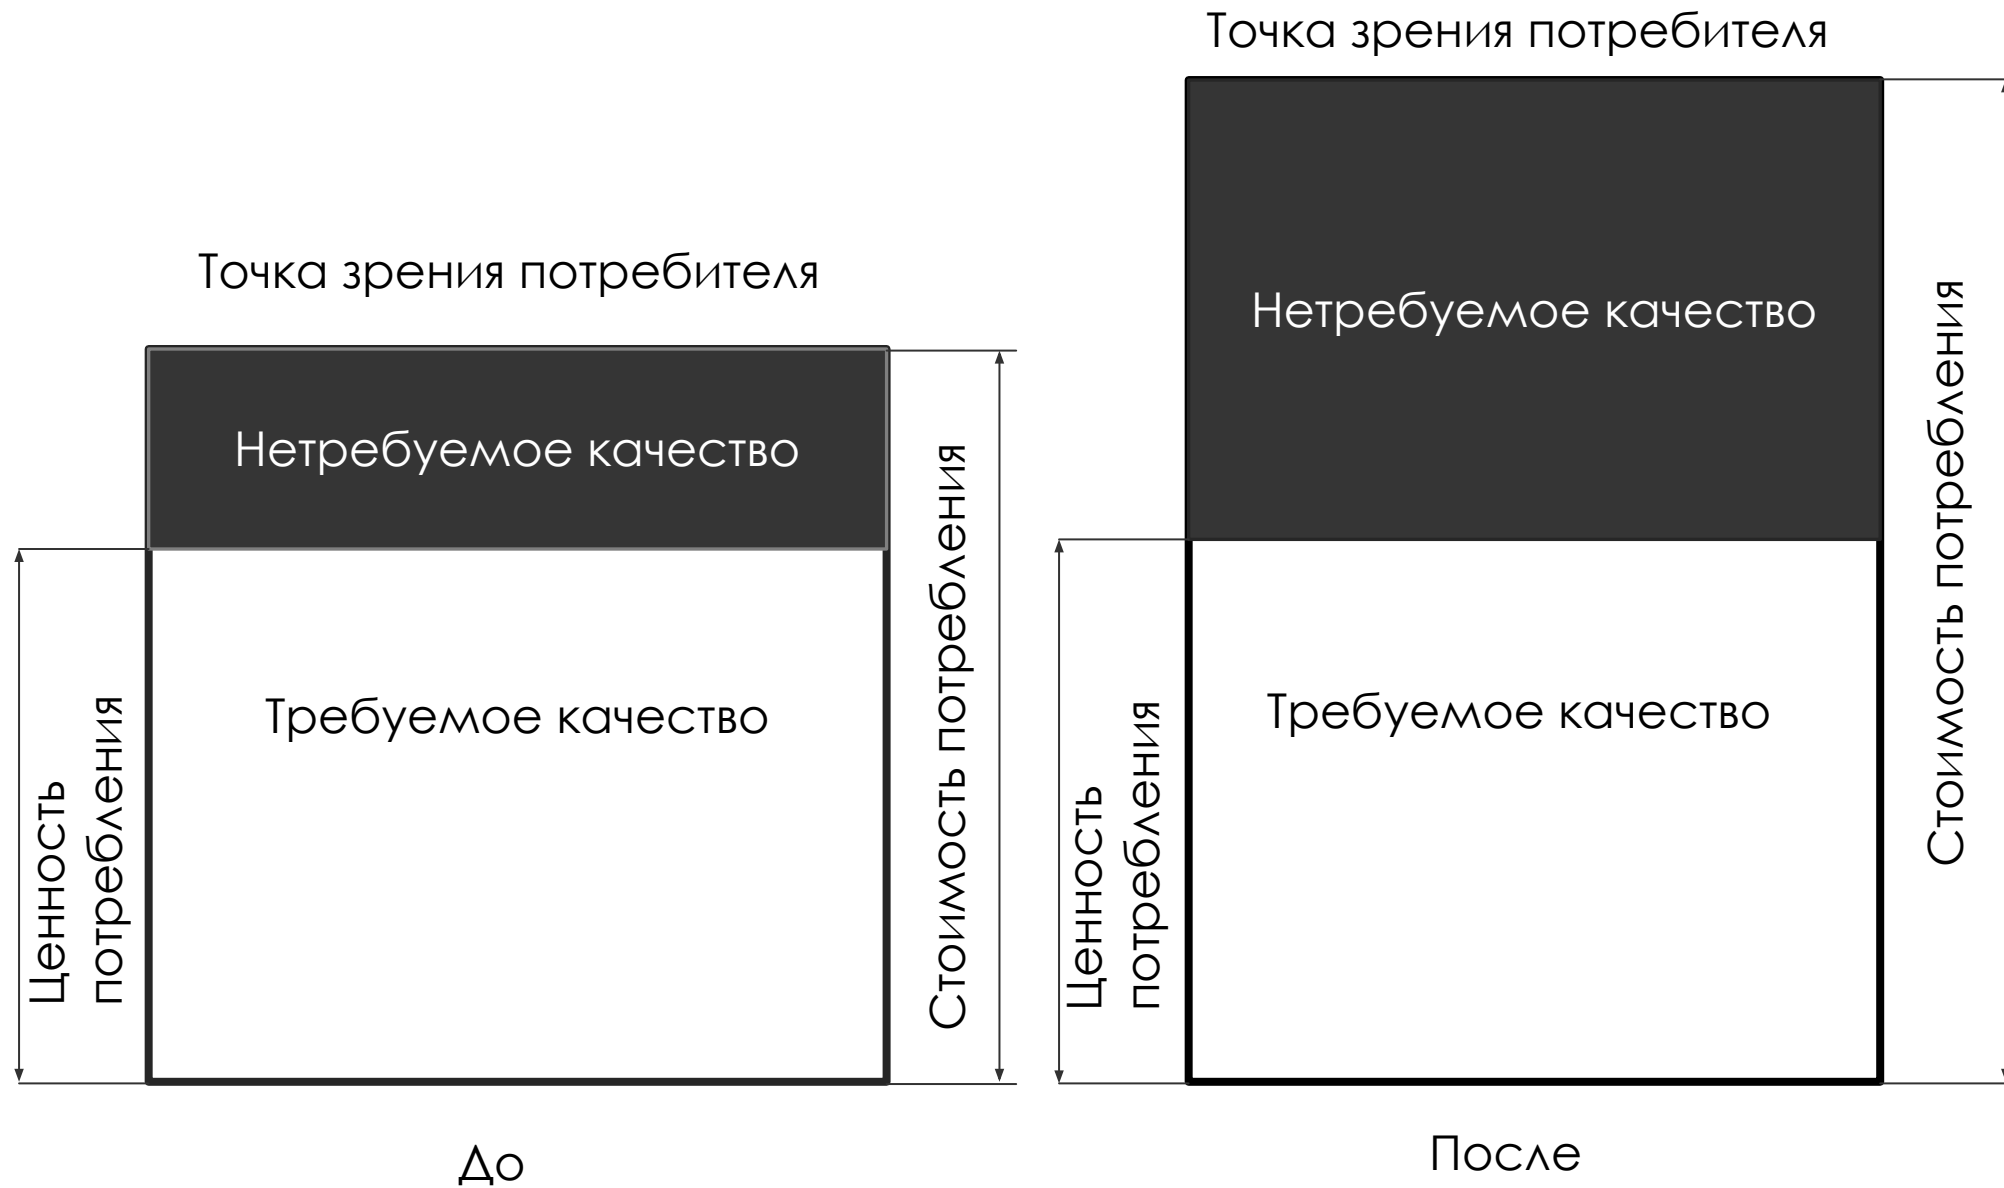 Точка зрения потребителя
Нетребуемое качество
Требуемое качество
Ценность
потребления
Стоимость потребления
До
Точка зрения потребителя
Нетребуемое качество
Требуемое качество
Ценность
потребления
Стоимость потребления
После